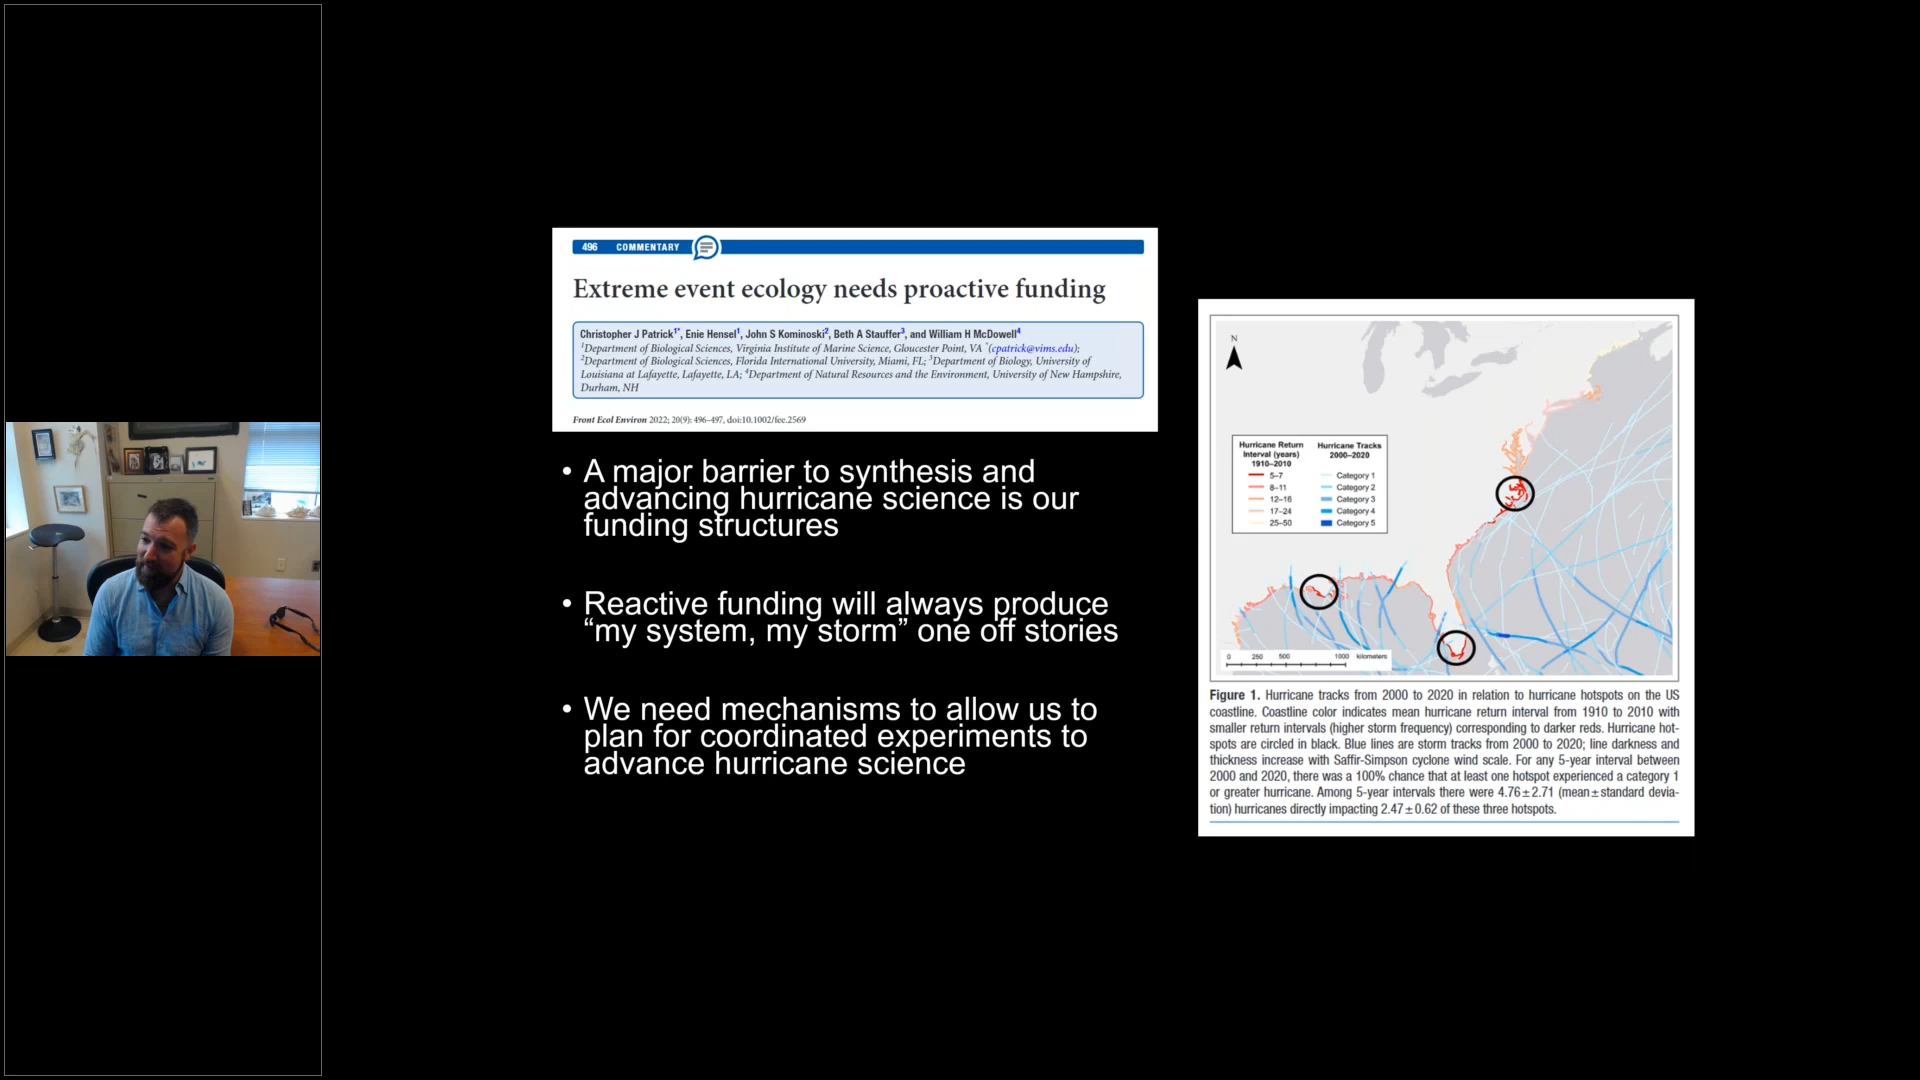 496 COMMENTARY
Extreme event ecology needs proactive funding
Christopher J Patrick1*, Enie Hensel1, John S Kominoski2, Beth A Stauffer3, and William H McDowell4
1Department of Biological Sciences, Virginia Institute of Marine Science, Gloucester Point, VA *(cpatrick@vims.edu);
2Department of Biological Sciences, Florida International University, Miami, FL; 3Department of Biology, University of
Louisiana at Lafayette, Lafayette, LA; 4Department of Natural Resources and the Environment, University of New Hampshire,
Durham, NH
Front Ecol Environ 2022; 20(9): 496–497, doi:10.1002/fee.2569
• A major barrier to synthesis and
advancing hurricane science is our
funding structures
• Reactive funding will always produce
“my system, my storm” one off stories
• We need mechanisms to allow us to
plan for coordinated experiments to
advance hurricane science
N
Hurricane Return
Interval (years)
1910–2010
5–7
8–11
12–16
17–24
25–50
Hurricane Tracks
2000–2020
Category 1
Category 2
Category 3
Category 4
Category 5
0 250 500 1000 kilometers
Figure 1. Hurricane tracks from 2000 to 2020 in relation to hurricane hotspots on the US
coastline. Coastline color indicates mean hurricane return interval from 1910 to 2010 with
smaller return intervals (higher storm frequency) corresponding to darker reds. Hurricane hot-
spots are circled in black. Blue lines are storm tracks from 2000 to 2020; line darkness and
thickness increase with Saffir-Simpson cyclone wind scale. For any 5-year interval between
2000 and 2020, there was a 100% chance that at least one hotspot experienced a category 1
or greater hurricane. Among 5-year intervals there were 4.76±2.71 (mean±standard devia-
tion) hurricanes directly impacting 2.47±0.62 of these three hotspots.